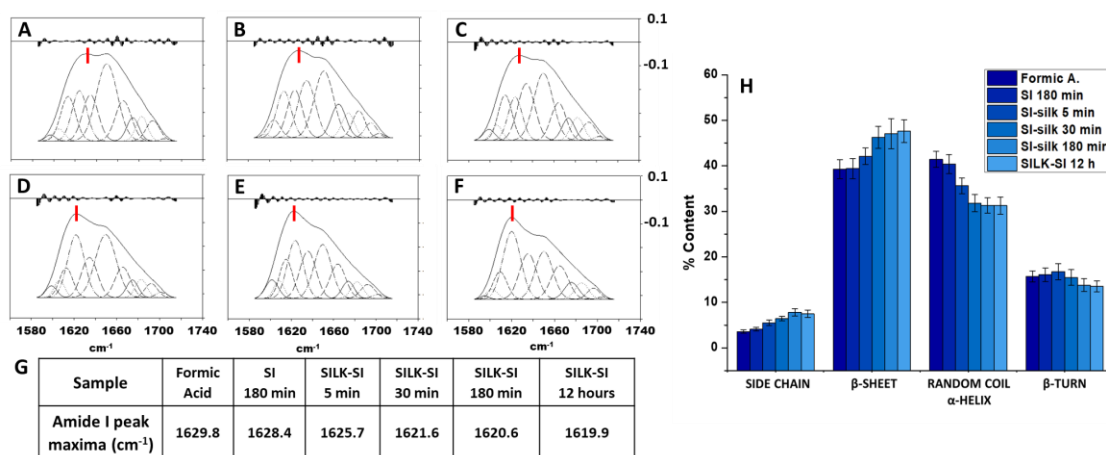 A
B
C
0.1
-0.1
D
E
F
0.1
-0.1
1580 1620 1660 1700 1740
1580 1620 1660 1700 1740
1580 1620 1660 1700 1740
cm-1
cm-1
cm-1
G
Sample
Formic Acid
SI 180 min
SILK-SI 5 min
SILK-SI 30 min
SILK-SI 180 min
SILK-SI 12 hours
Amide I peak maxima (cm-1)
1629.8
1628.4
1625.7
1621.6
1620.6
1619.9
H
Formic A.
SI 180 min
SI-silk 5 min
SI-silk 30 min
SI-silk 180 min
SILK-SI 12 h
% Content
60
50
40
30
20
10
0
SIDE CHAIN
β-SHEET
RANDOM COIL
α-HELIX
β-TURN